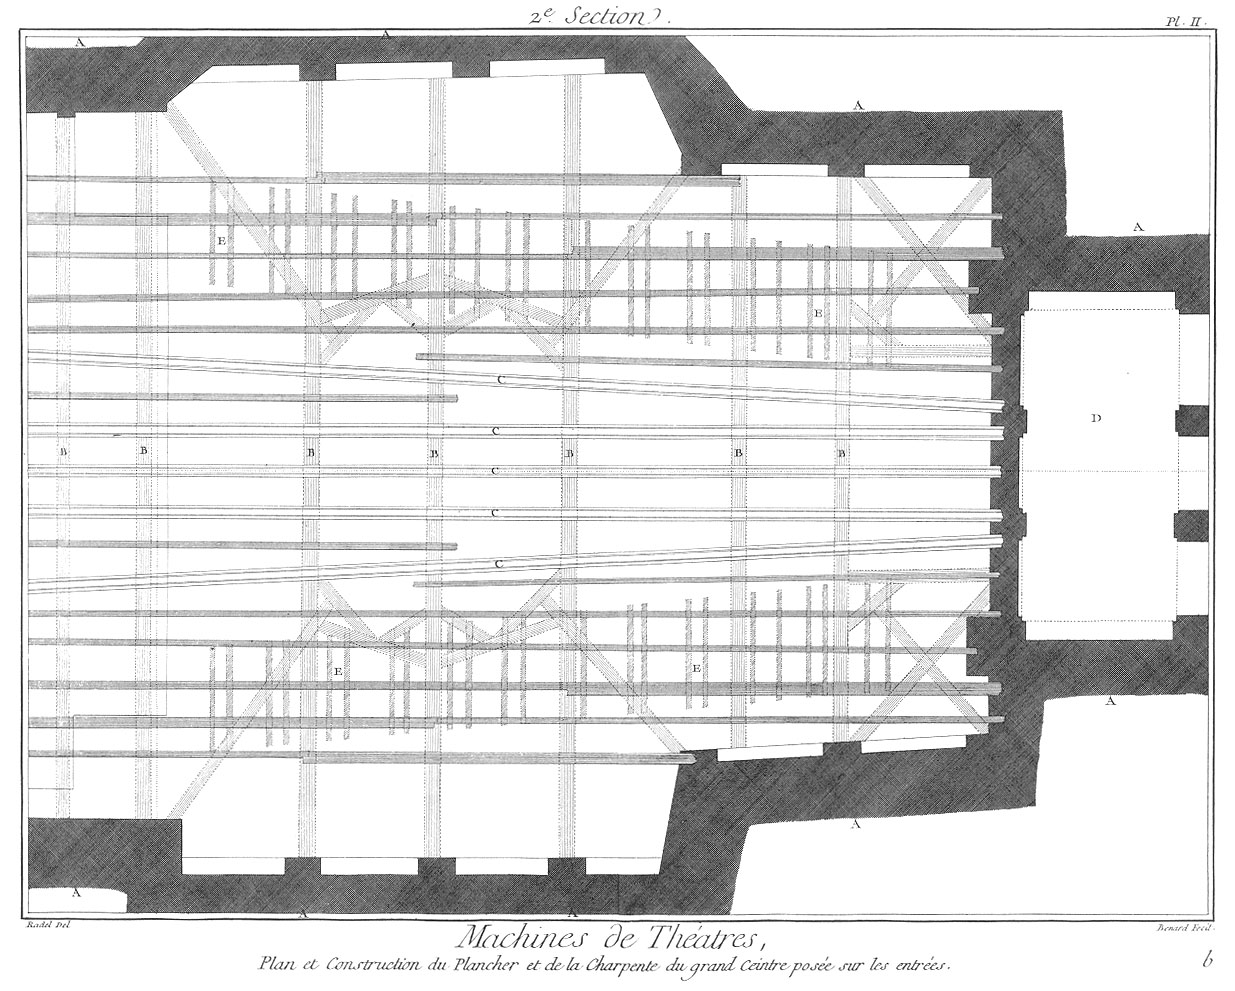 2e. Section.
Pl. II.
A
A
A
A
E
E
C
D
C
B
B
B
B
B
B
B
C
C
C
E
E
A
A
A
A
A
Radel Del
Benard Fecit.
Machines de Théatres,
Plan et Construction du Plancher et de la Charpente du grand Ceintre posée sur les entrées.
b